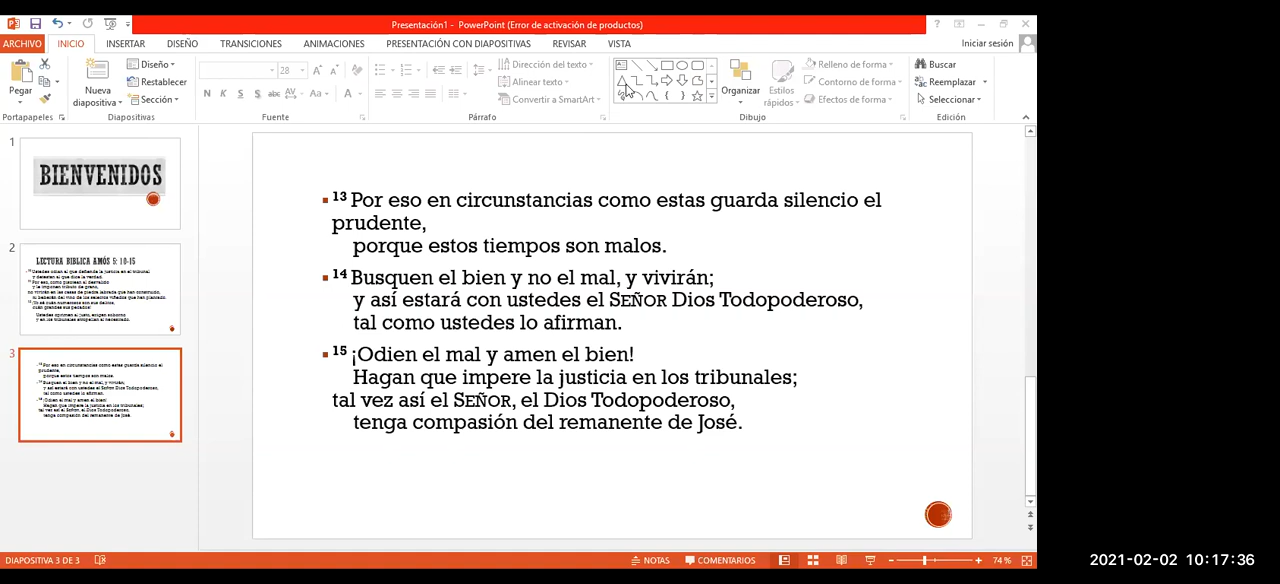 Presentación1 - PowerPoint (Error de activación de productos)
ARCHIVO INICIO INSERTAR DISEÑO TRANSICIONES ANIMACIONES PRESENTACIÓN CON DIAPOSITIVAS REVISAR VISTA
Iniciar sesión
Pegar
Nueva diapositiva
Diseño
Restablecer
Sección
28
N K S S abc AV Aa A
Dirección del texto
Alinear texto
Convertir a SmartArt
Organizar
Estilos rápidos
Relleno de forma
Contorno de forma
Efectos de forma
Buscar
Reemplazar
Seleccionar
Portapapeles Diapositivas Fuente Párrafo Dibujo Edición
1
BIENVENIDOS
2
LECTURA BIBLICA AMÓS 5: 10-15
3
13 Por eso en circunstancias como estas guarda silencio el
prudente,
porque estos tiempos son malos.
14 Busquen el bien y no el mal, y vivirán;
y así estará con ustedes el SEÑOR Dios Todopoderoso,
tal como ustedes lo afirman.
15 ¡Odien el mal y amen el bien!
Hagan que impere la justicia en los tribunales;
tal vez así el SEÑOR, el Dios Todopoderoso,
tenga compasión del remanente de José.
DIAPOSITIVA 3 DE 3
NOTAS COMENTARIOS 74 %
2021-02-02 10:17:36